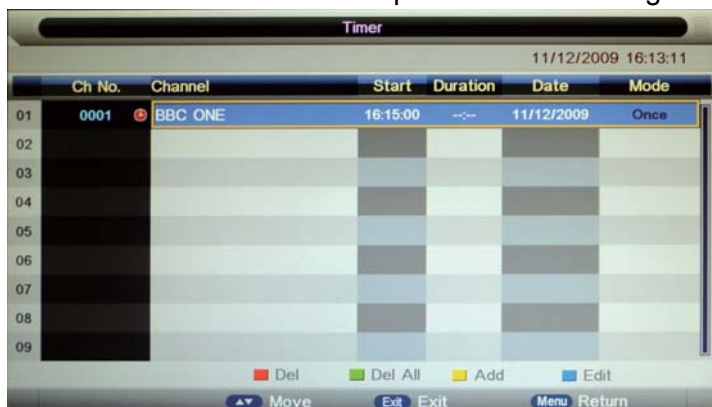 Timer
11/12/2009 16:13:11
Ch No. Channel Start Duration Date Mode
01 0001 BBC ONE 16:15:00 --:-- 11/12/2009 Once
02
03
04
05
06
07
08
09
Del Del All Add Edit
Move Exit Exit Menu Return